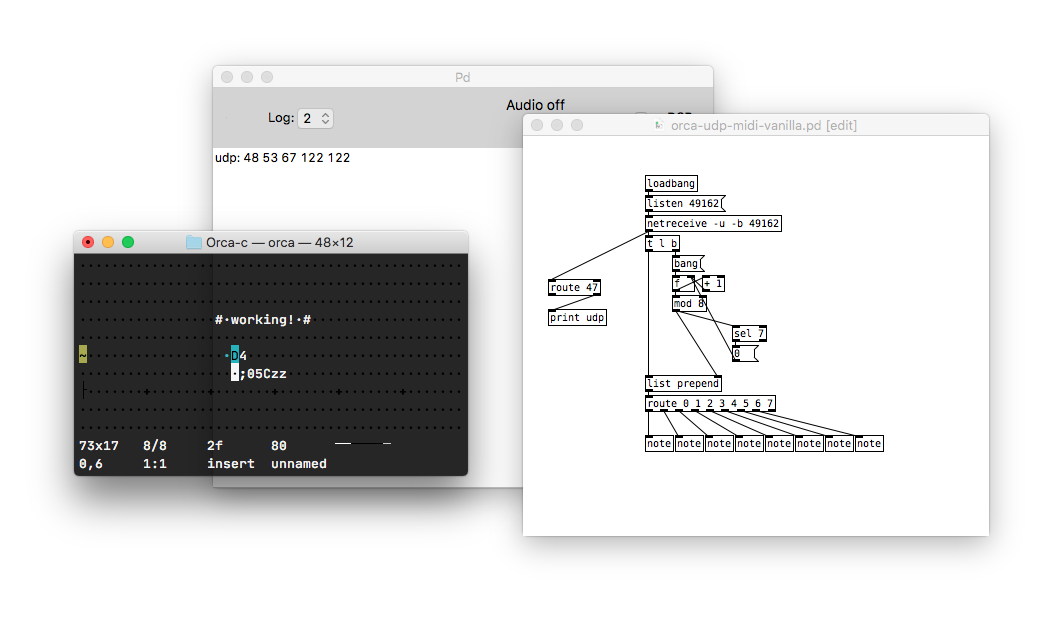 Pd
Log: 2
Audio off
udp: 48 53 67 122 122
orca-udp-midi-vanilla.pd [edit]
loadbang
listen 49162
netreceive -u -b 49162
t l b
bang
f
+ 1
mod 8
route 47
print udp
sel 7
0
list prepend
route 0 1 2 3 4 5 6 7
note note note note note note note note
Orca-c — orca — 48×12
#·working!·#
~
D4
;05Czz
73x17 8/8 2f 80
0,6 1:1 insert unnamed